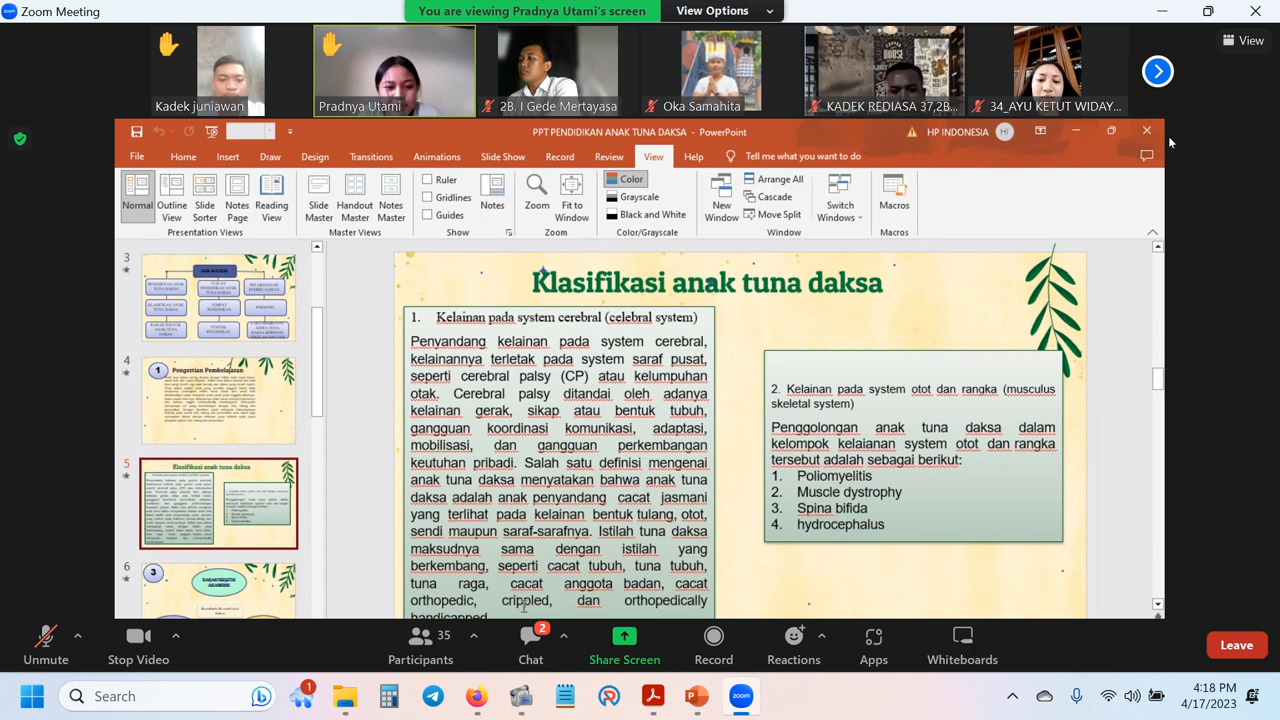 Zoom Meeting
You are viewing Pradnya Utami's screen
View Options
View
Kadek juniawan
Pradnya Utami
2B. I Gede Mertayasa
Oka Samahita
KADEK REDIASA 37,2B...
34_AYU KETUT WIDAY...
PPT PENDIDIKAN ANAK TUNA DAKSA - PowerPoint
HP INDONESIA
HI
File Home Insert Draw Design Transitions Animations Slide Show Record Review View Help Tell me what you want to do
Normal
Outline View
Slide Sorter
Notes Page
Reading View
Presentation Views
Slide Master
Handout Master
Notes Master
Master Views
Ruler
Gridlines
Guides
Notes
Show
Zoom
Fit to Window
Zoom
Color
Grayscale
Black and White
Color/Grayscale
New Window
Arrange All
Cascade
Move Split
Switch Windows
Window
Macros
Macros
3
4
1
Pengertian Pembelajaran
5
Klasifikasi anak tuna daksa
6
3
KARAKTERISTIK AKADEMIK
Klasifikasi anak tuna daksa
1. Kelainan pada system cerebral (celebral system)
Penyandang kelainan pada system cerebral,
kelainannya terletak pada system saraf pusat,
seperti cerebral palsy (CP) atau kelumpuhan
otak. Cerebral palsy ditandai oleh adanya
kelainan gerak, sikap atau bentuk tubuh,
gangguan koordinasi komunikasi, adaptasi,
mobilisasi, dan gangguan perkembangan
keutuhan pribadi. Salah satu definisi mengenai
anak tuna daksa menyatakan bahwa anak tuna
daksa adalah anak penyandang cacat jasmani
yang terlihat pada kelainan bentuk tulang, otot,
sendi maupun saraf-sarafnya. Istilah tuna daksa
maksudnya sama dengan istilah yang
berkembang, seperti cacat tubuh, tuna tubuh,
tuna raga, cacat anggota badan, cacat
orthopedic, crippled, dan orthopedically
handicapped
2. Kelainan pada system otot dan rangka (musculus
skeletal system)
Penggolongan anak tuna daksa dalam
kelompok kelaianan system otot dan rangka
tersebut adalah sebagai berikut:
1. Poliomyelitis
2. Muscle dystrophy
3. Spina bifida
4. hydrocephalus
Unmute
Stop Video
35
Participants
2
Chat
Share Screen
Record
Reactions
Apps
Whiteboards
Leave
Search
1
zoom
4:18 PM
4/17/2023